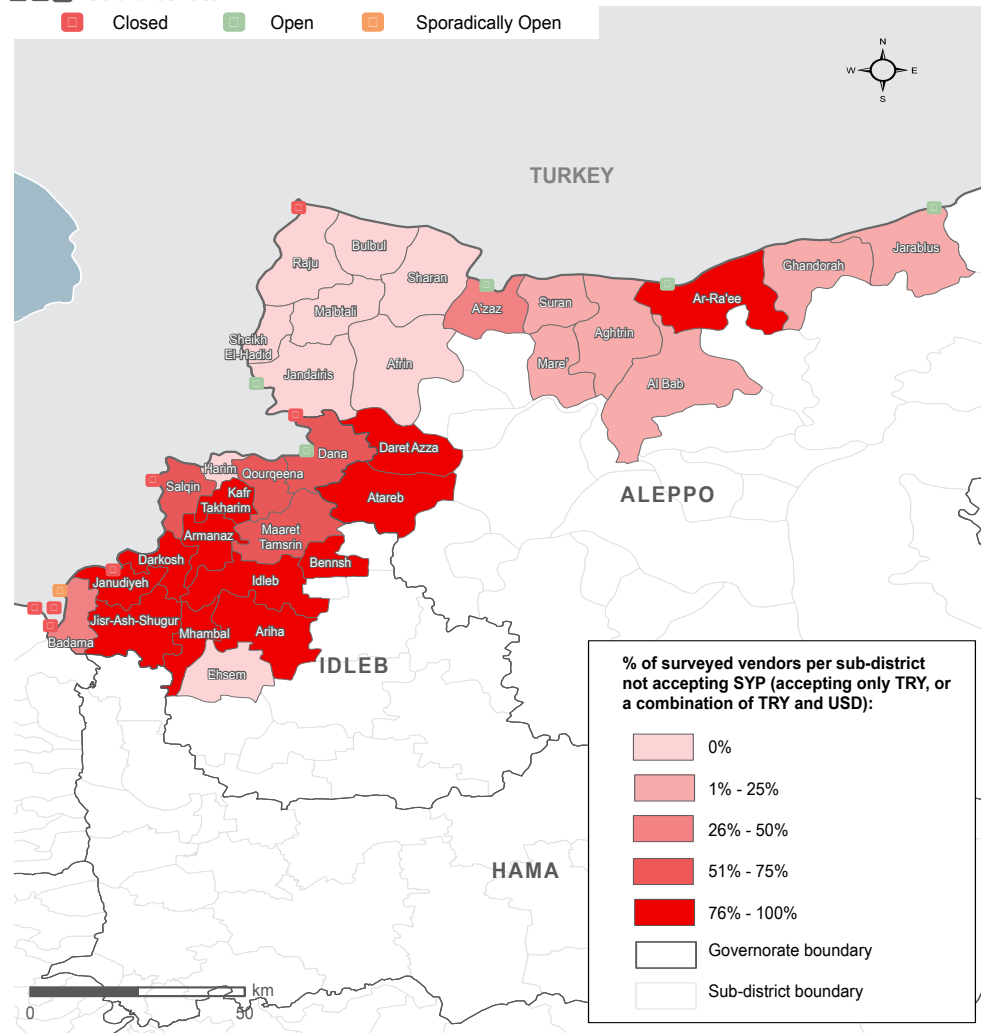 Closed
Open
Sporadically Open
N
W
E
S
TURKEY
Bulbul
Raju
Sharan
Ma'btali
Sheikh
El-Hadid
Jandairis
Afrin
A'zaz
Suran
Aghtrin
Mare'
Al Bab
Ar-Ra'ee
Ghandorah
Jarablus
Dana
Daret Azza
Harim
Qourqeena
Salqin
Kafr
Takharim
Atareb
ALEPPO
Armanaz
Maaret
Tamsrin
Darkosh
Bennsh
Janudiyeh
Idleb
Jisr-Ash-Shugur
Mhambal
Ariha
Badama
Ehsem
IDLEB
HAMA
% of surveyed vendors per sub-district
not accepting SYP (accepting only TRY, or
a combination of TRY and USD):
0%
1% - 25%
26% - 50%
51% - 75%
76% - 100%
Governorate boundary
Sub-district boundary
km
0
50